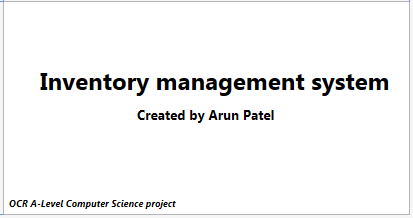 Inventory management system
Created by Arun Patel
OCR A-Level Computer Science project